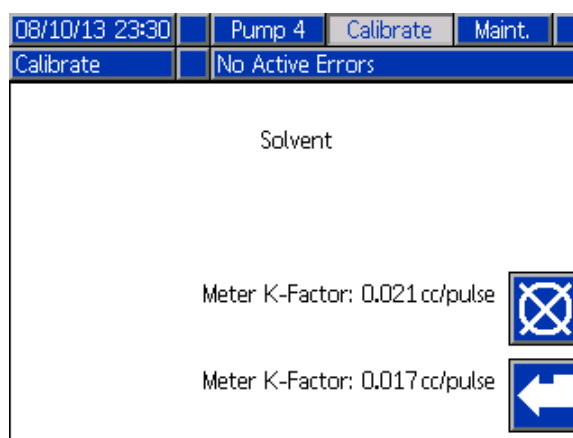 08/10/13 23:30 Pump 4 Calibrate Maint.
Calibrate No Active Errors
Solvent
Meter K-Factor: 0.021 cc/pulse
Meter K-Factor: 0.017 cc/pulse